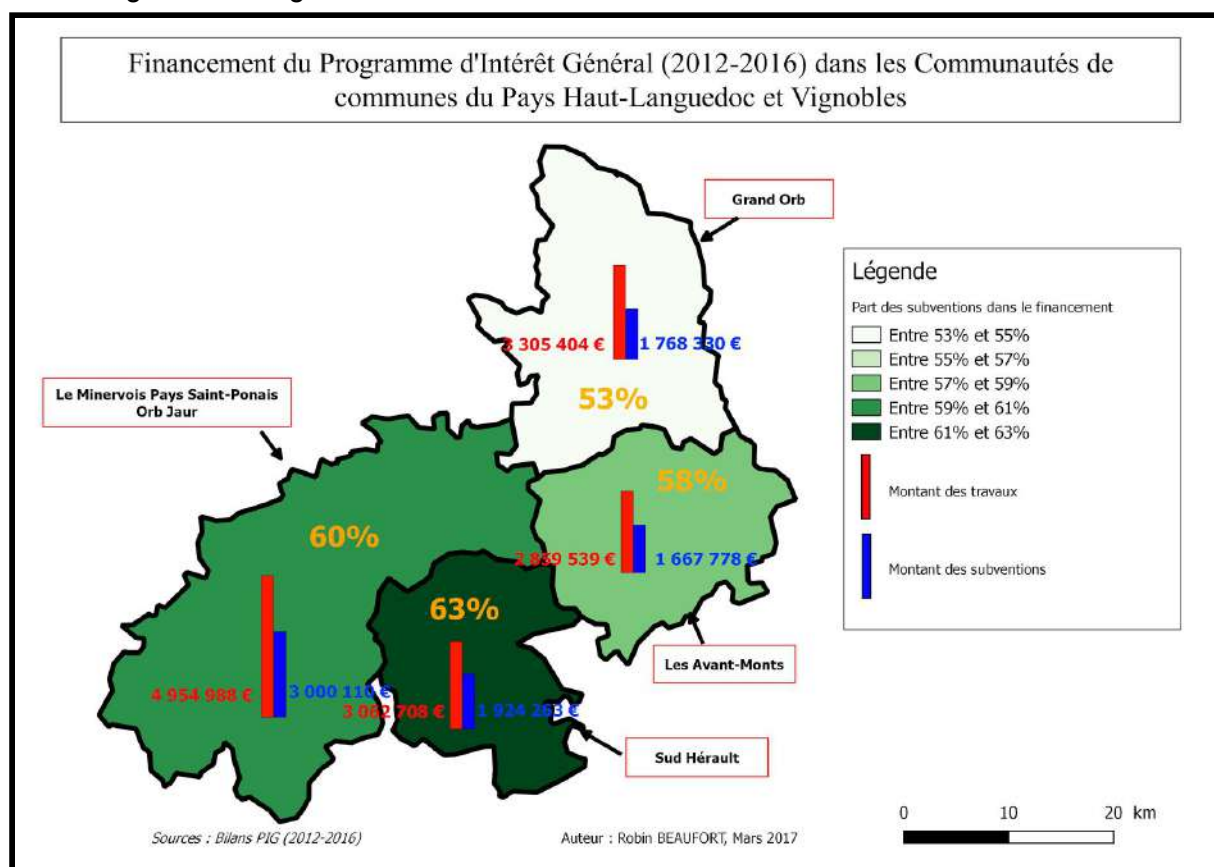 Financement du Programme d'Intérêt Général (2012-2016) dans les Communautés de
communes du Pays Haut-Languedoc et Vignobles
Grand Orb
Légende
Part des subventions dans le financement
Entre 53% et 55%
Entre 55% et 57%
Entre 57% et 59%
Entre 59% et 61%
Entre 61% et 63%
Montant des travaux
Montant des subventions
3 305 404 € 1 768 330 €
53%
Le Minervois Pays Saint-Ponais
Orb Jaur
58%
539 € 1 667 778 €
60%
63%
Les Avant-Monts
4 954 988 € 3 000 110 €
708 € 1 924 263 €
Sud Hérault
0 10 20 km
Sources : Bilans PIG (2012-2016)
Auteur : Robin BEAUFORT, Mars 2017